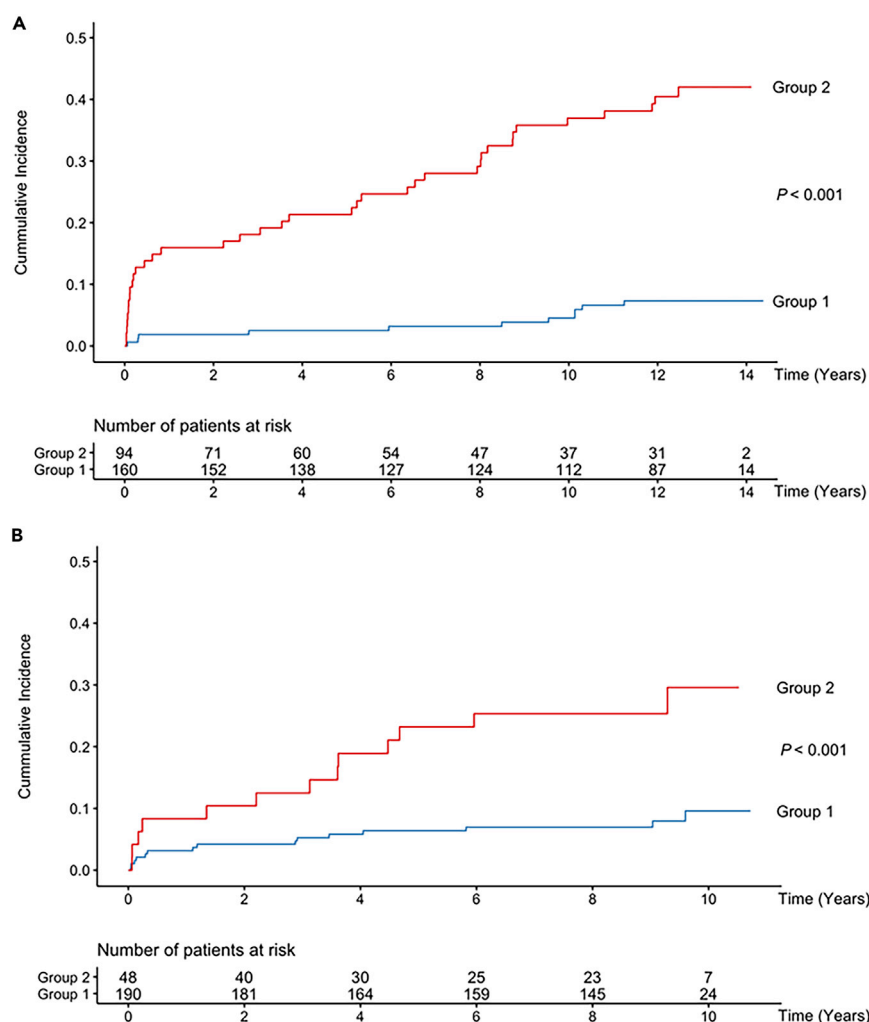 A
Cummulative Incidence
0.5
0.4
0.3
0.2
0.1
0.0
Group 2
P < 0.001
Group 1
0 2 4 6 8 10 12 14 Time (Years)
Number of patients at risk
Group 2 94 71 60 54 47 37 31 2
Group 1 160 152 138 127 124 112 87 14
0 2 4 6 8 10 12 14 Time (Years)
B
Cummulative Incidence
0.5
0.4
0.3
0.2
0.1
0.0
Group 2
P < 0.001
Group 1
0 2 4 6 8 10 Time (Years)
Number of patients at risk
Group 2 48 40 30 25 23 7
Group 1 190 181 164 159 145 24
0 2 4 6 8 10 Time (Years)